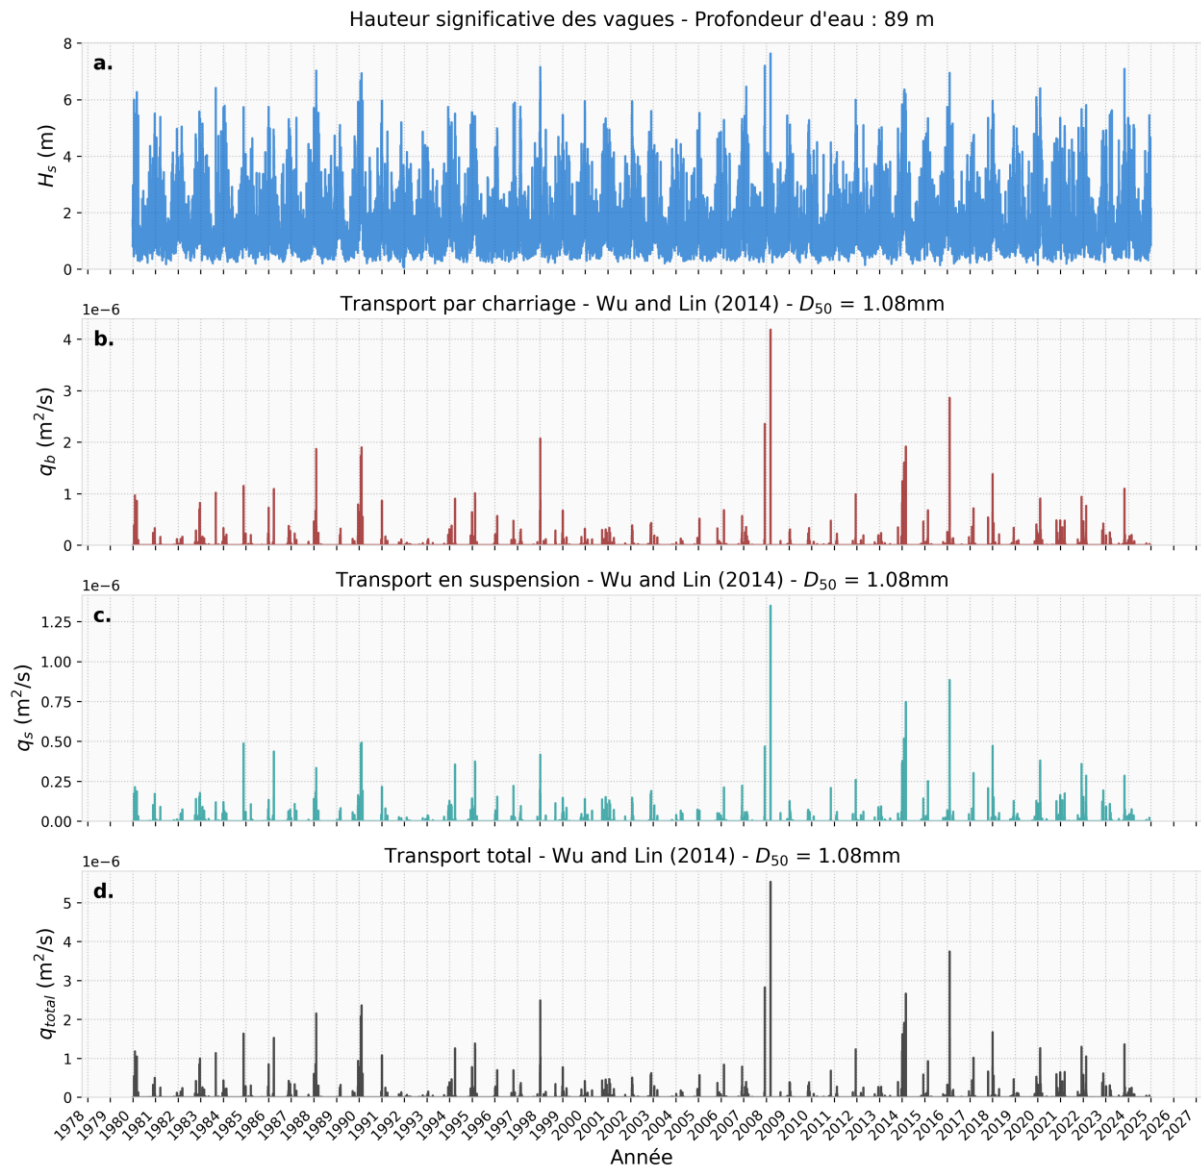 Hauteur significative des vagues - Profondeur d'eau : 89 m
a.
H_s (m)
8
6
4
2
0
Transport par charriage - Wu and Lin (2014) - D_50 = 1.08mm
1e−6
b.
q_b (m²/s)
4
3
2
1
0
Transport en suspension - Wu and Lin (2014) - D_50 = 1.08mm
1e−6
c.
q_s (m²/s)
1.25
1.00
0.75
0.50
0.25
0.00
Transport total - Wu and Lin (2014) - D_50 = 1.08mm
1e−6
d.
q_total (m²/s)
5
4
3
2
1
0
1978 1979 1980 1981 1982 1983 1984 1985 1986 1987 1988 1989 1990 1991 1992 1993 1994 1995 1996 1997 1998 1999 2000 2001 2002 2003 2004 2005 2006 2007 2008 2009 2010 2011 2012 2013 2014 2015 2016 2017 2018 2019 2020 2021 2022 2023 2024 2025 2026 2027
Année